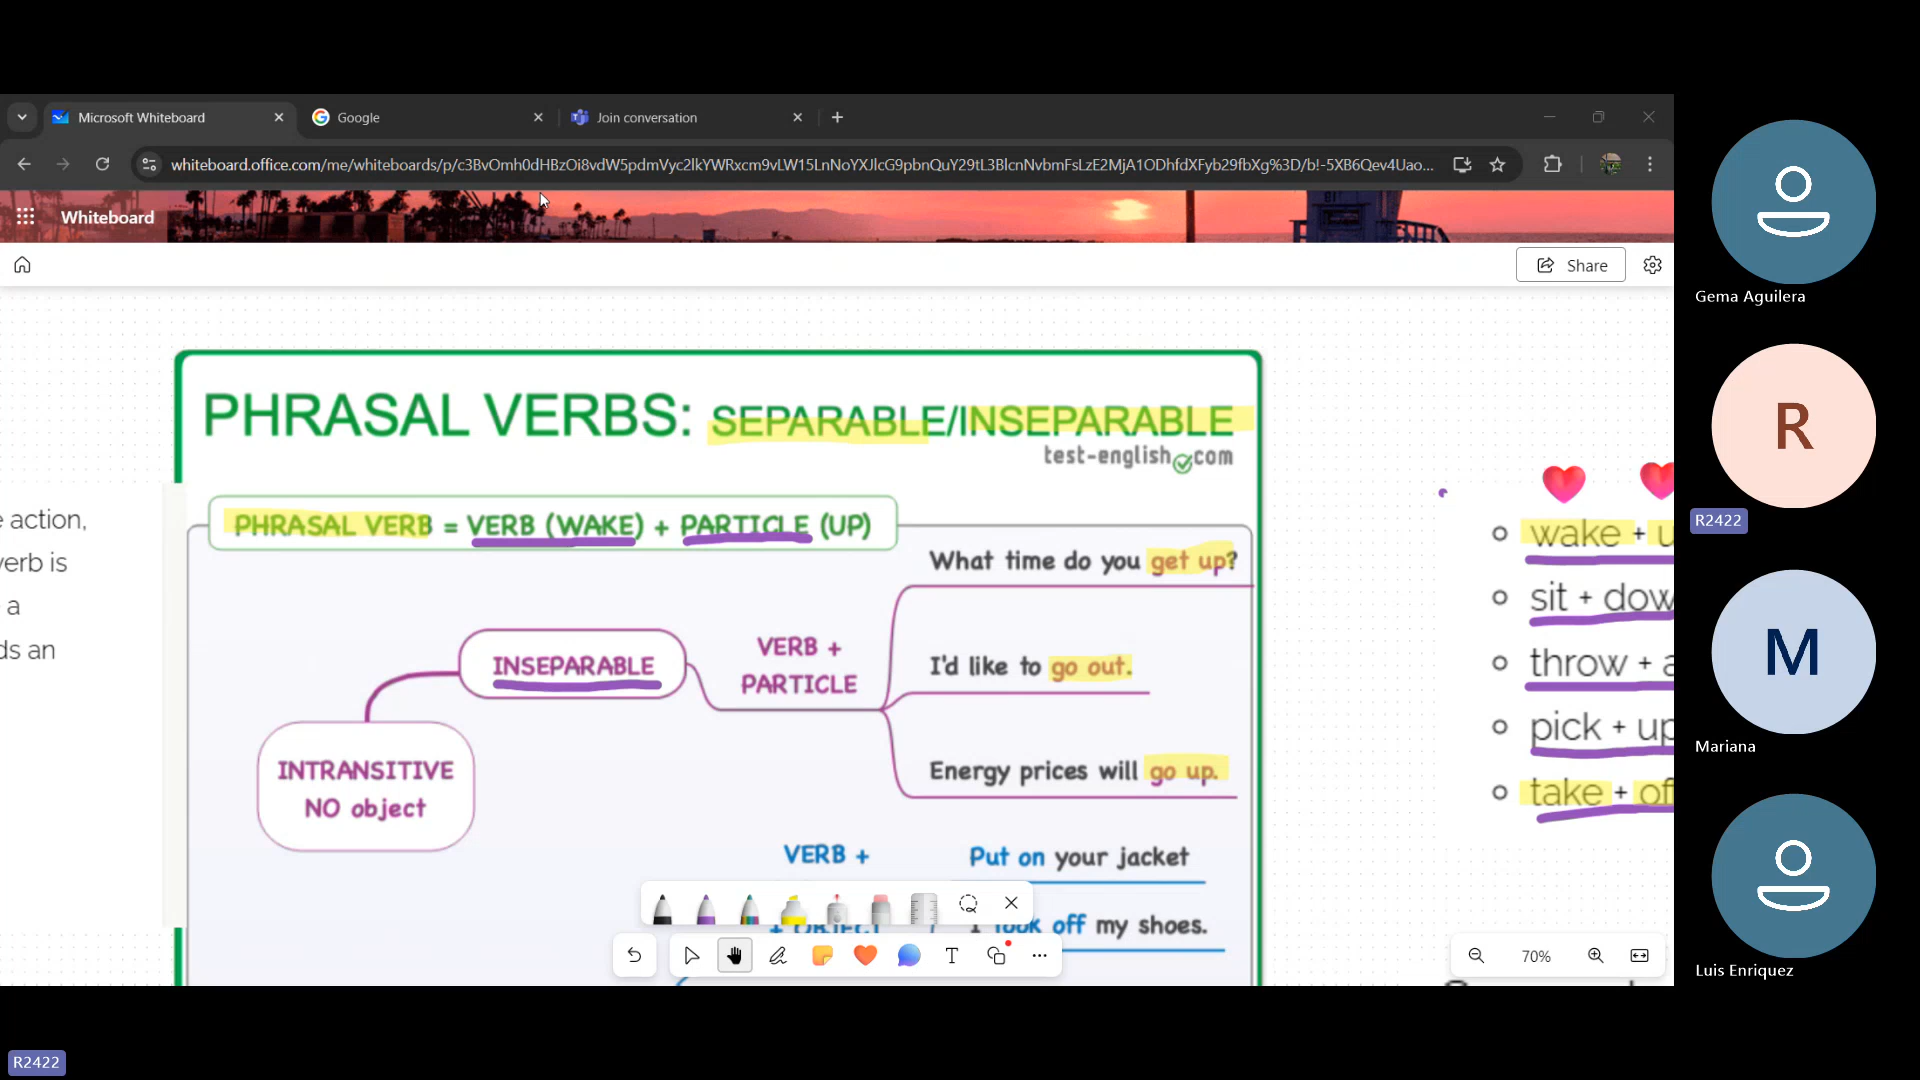 Microsoft Whiteboard
Google
Join conversation
whiteboard.office.com/me/whiteboards/p/c3BvOmh0dHBzOi8vdW5pdmVyc2lkYWRxcm9vLW15LnNoYXJlcG9pbnQuY29tL3BlcnNvbmFsLzE2MjA1ODhfdXFyb29fbXg%3D/b!-5XB6Qev4Uao...
Whiteboard
Share
PHRASAL VERBS: SEPARABLE/INSEPARABLE
test-english com
PHRASAL VERB = VERB (WAKE) + PARTICLE (UP)
e action,
verb is
a
ds an
What time do you get up?
INSEPARABLE
VERB +
PARTICLE
I'd like to go out.
INTRANSITIVE
NO object
Energy prices will go up.
VERB +
Put on your jacket
+ OBJECT
I took off my shoes.
wake + u
sit + dow
throw + a
pick + up
take + of
70%
Gema Aguilera
R
R2422
M
Mariana
Luis Enriquez
R2422